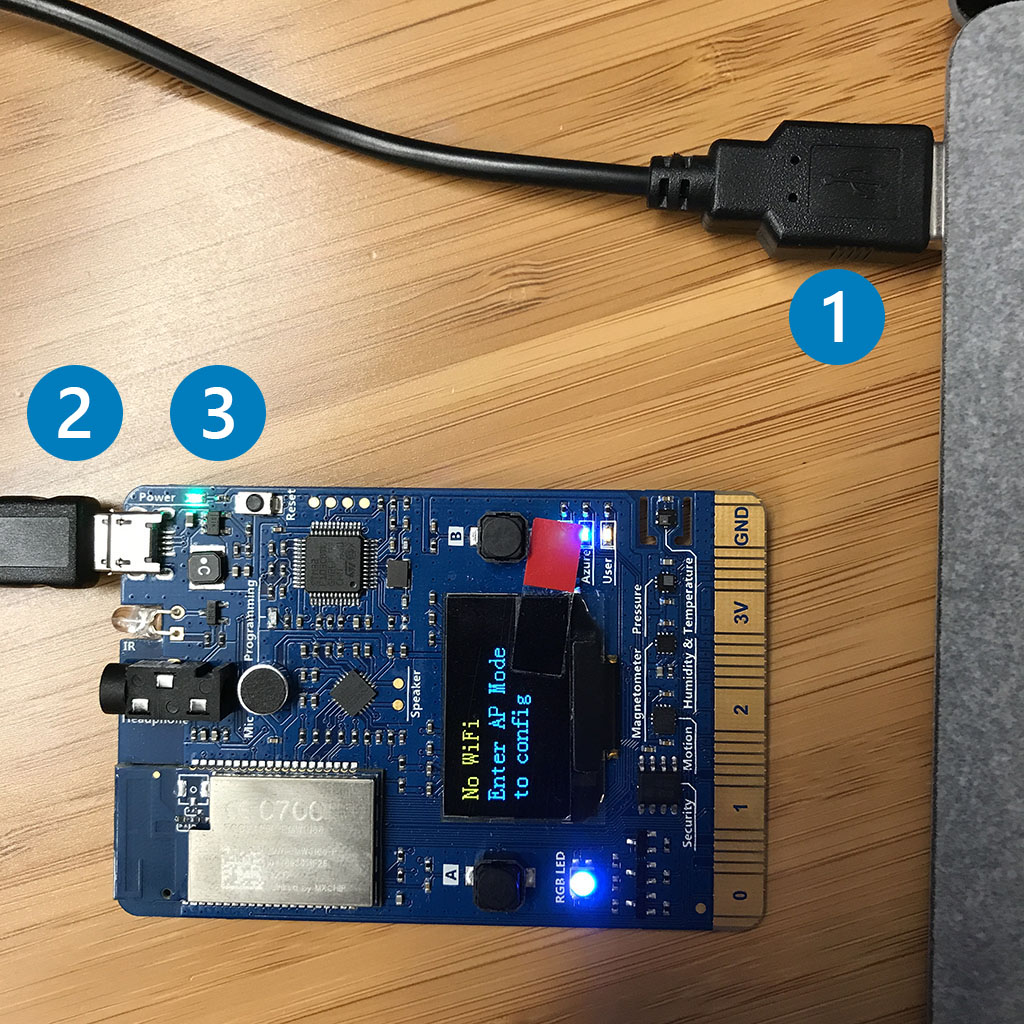 1
2
3
Power
Reset
B
Azure
User
GND
3V
2
1
0
Programming
IR
Headphone
Mic
Speaker
Pressure
Humidity & Temperature
Magnetometer
Motion
Security
No WiFi
Enter AP Mode
to config
A
RGB LED